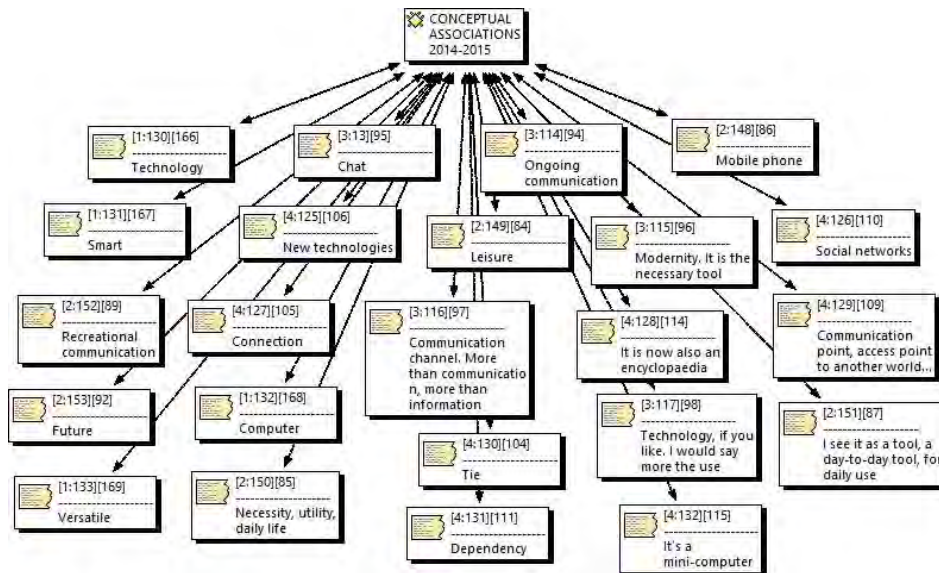 CONCEPTUAL
ASSOCIATIONS
2014-2015
[1:130][166]
Technology
[3:13][95]
Chat
[3:114][94]
Ongoing
communication
[2:148][86]
Mobile phone
[1:131][167]
Smart
[4:125][106]
New technologies
[2:149][84]
Leisure
[3:115][96]
Modernity. It is the
necessary tool
[4:126][110]
Social networks
[2:152][89]
Recreational
communication
[4:127][105]
Connection
[3:116][97]
Communication
channel. More
than communicatio
n, more than
information
[4:128][114]
It is now also an
encyclopaedia
[4:129][109]
Communication
point, access point
to another world...
[2:153][92]
Future
[1:132][168]
Computer
[3:117][98]
Technology, if you
like. I would say
more the use
[2:151][87]
I see it as a tool, a
day-to-day tool, for
daily use
[4:130][104]
Tie
[1:133][169]
Versatile
[2:150][85]
Necessity, utility,
daily life
[4:131][111]
Dependency
[4:132][115]
It's a
mini-computer